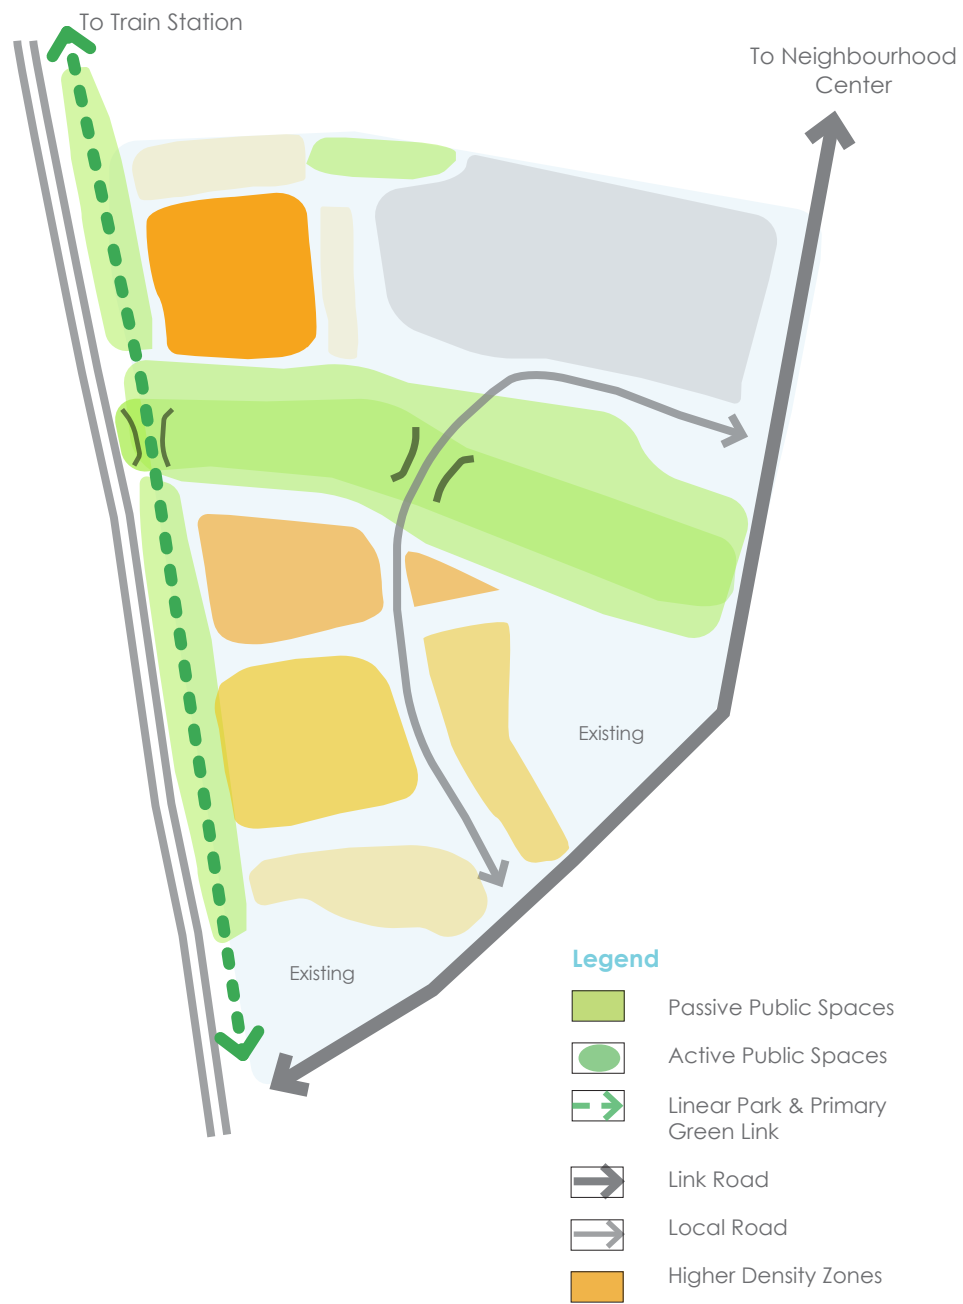 To Train Station
To Neighbourhood
Center
Existing
Existing
Legend
Passive Public Spaces
Active Public Spaces
Linear Park & Primary
Green Link
Link Road
Local Road
Higher Density Zones